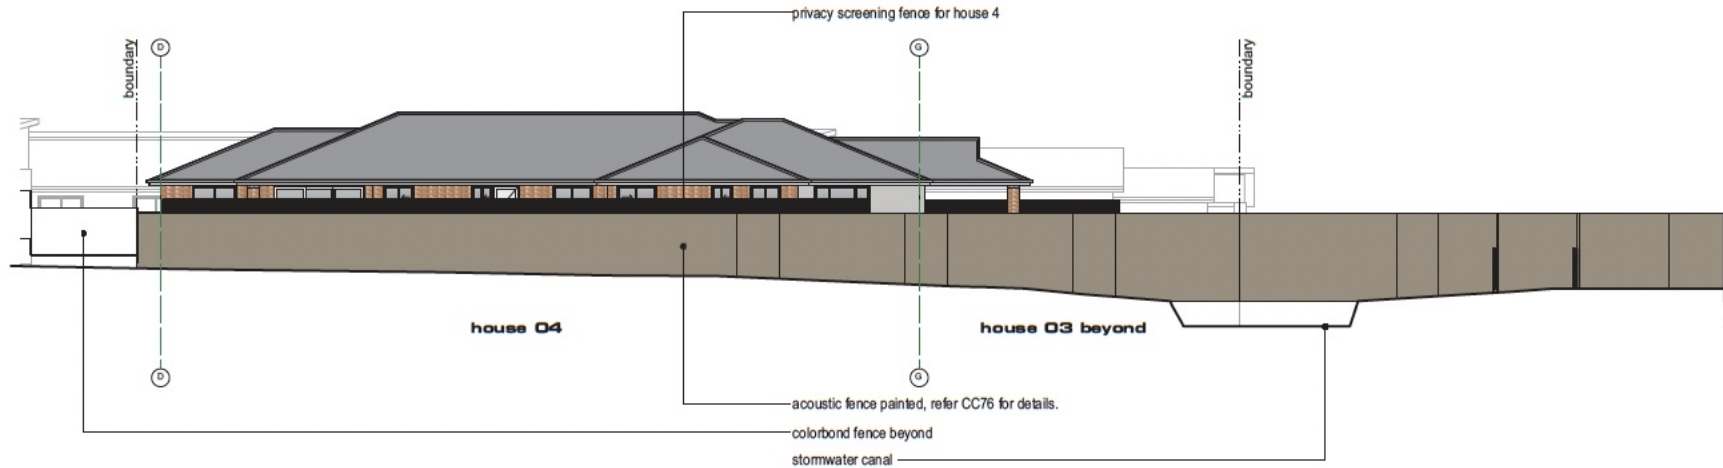 privacy screening fence for house 4
boundary
D
G
boundary
house 04
house 03 beyond
D
G
acoustic fence painted, refer CC76 for details.
colorbond fence beyond
stormwater canal